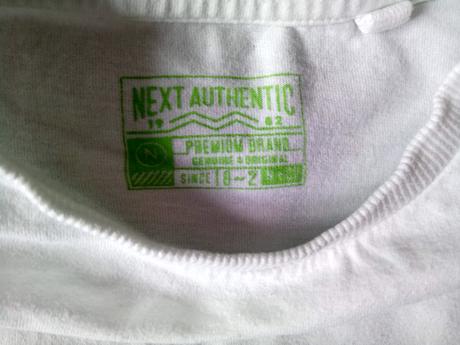 NEXT AUTHENTIC
19 82
N PREMIUM BRAND
GENUINE & ORIGINAL
SINCE